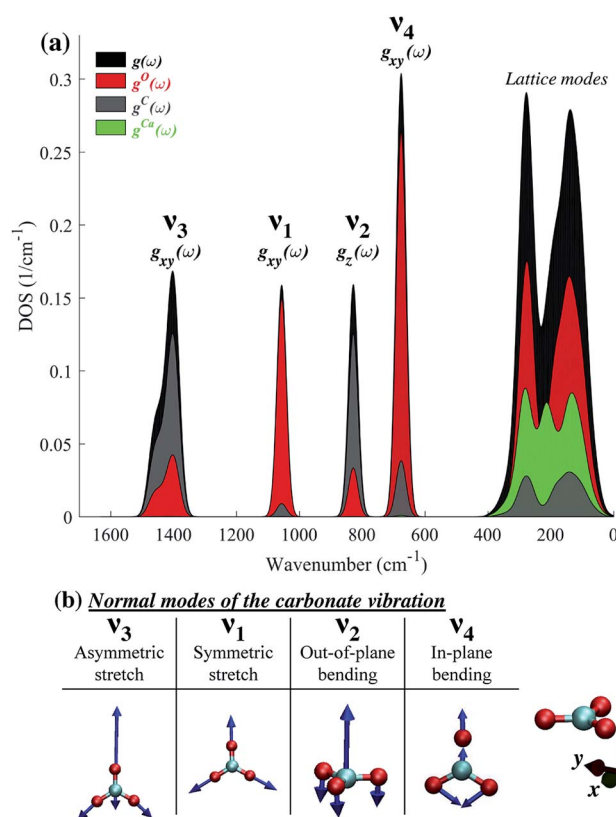 (a)
g(ω)
g^O(ω)
g^C(ω)
g^Ca(ω)
ν4
g_xy(ω)
Lattice modes
ν3
g_xy(ω)
ν1
g_xy(ω)
ν2
g_z(ω)
DOS (1/cm⁻¹)
0.3
0.25
0.2
0.15
0.1
0.05
0
1600 1400 1200 1000 800 600 400 200 0
Wavenumber (cm⁻¹)
(b) Normal modes of the carbonate vibration
ν3 ν1 ν2 ν4
Asymmetric Symmetric Out-of-plane In-plane
stretch stretch bending bending
y
x